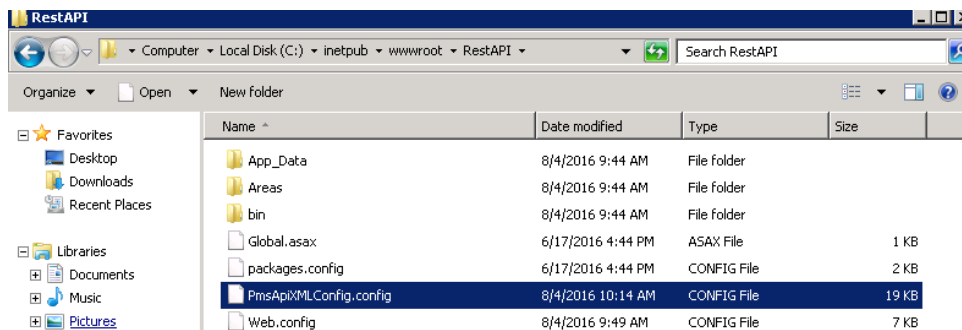 RestAPI
Computer Local Disk (C:) inetpub wwwroot RestAPI Search RestAPI
Organize Open New folder
Favorites
Desktop
Downloads
Recent Places
Libraries
Documents
Music
Pictures
Name Date modified Type Size
App_Data 8/4/2016 9:44 AM File folder
Areas 8/4/2016 9:44 AM File folder
bin 8/4/2016 9:44 AM File folder
Global.asax 6/17/2016 4:44 PM ASAX File 1 KB
packages.config 6/17/2016 4:44 PM CONFIG File 2 KB
PmsApiXMLConfig.config 8/4/2016 10:14 AM CONFIG File 19 KB
Web.config 8/4/2016 9:49 AM CONFIG File 7 KB